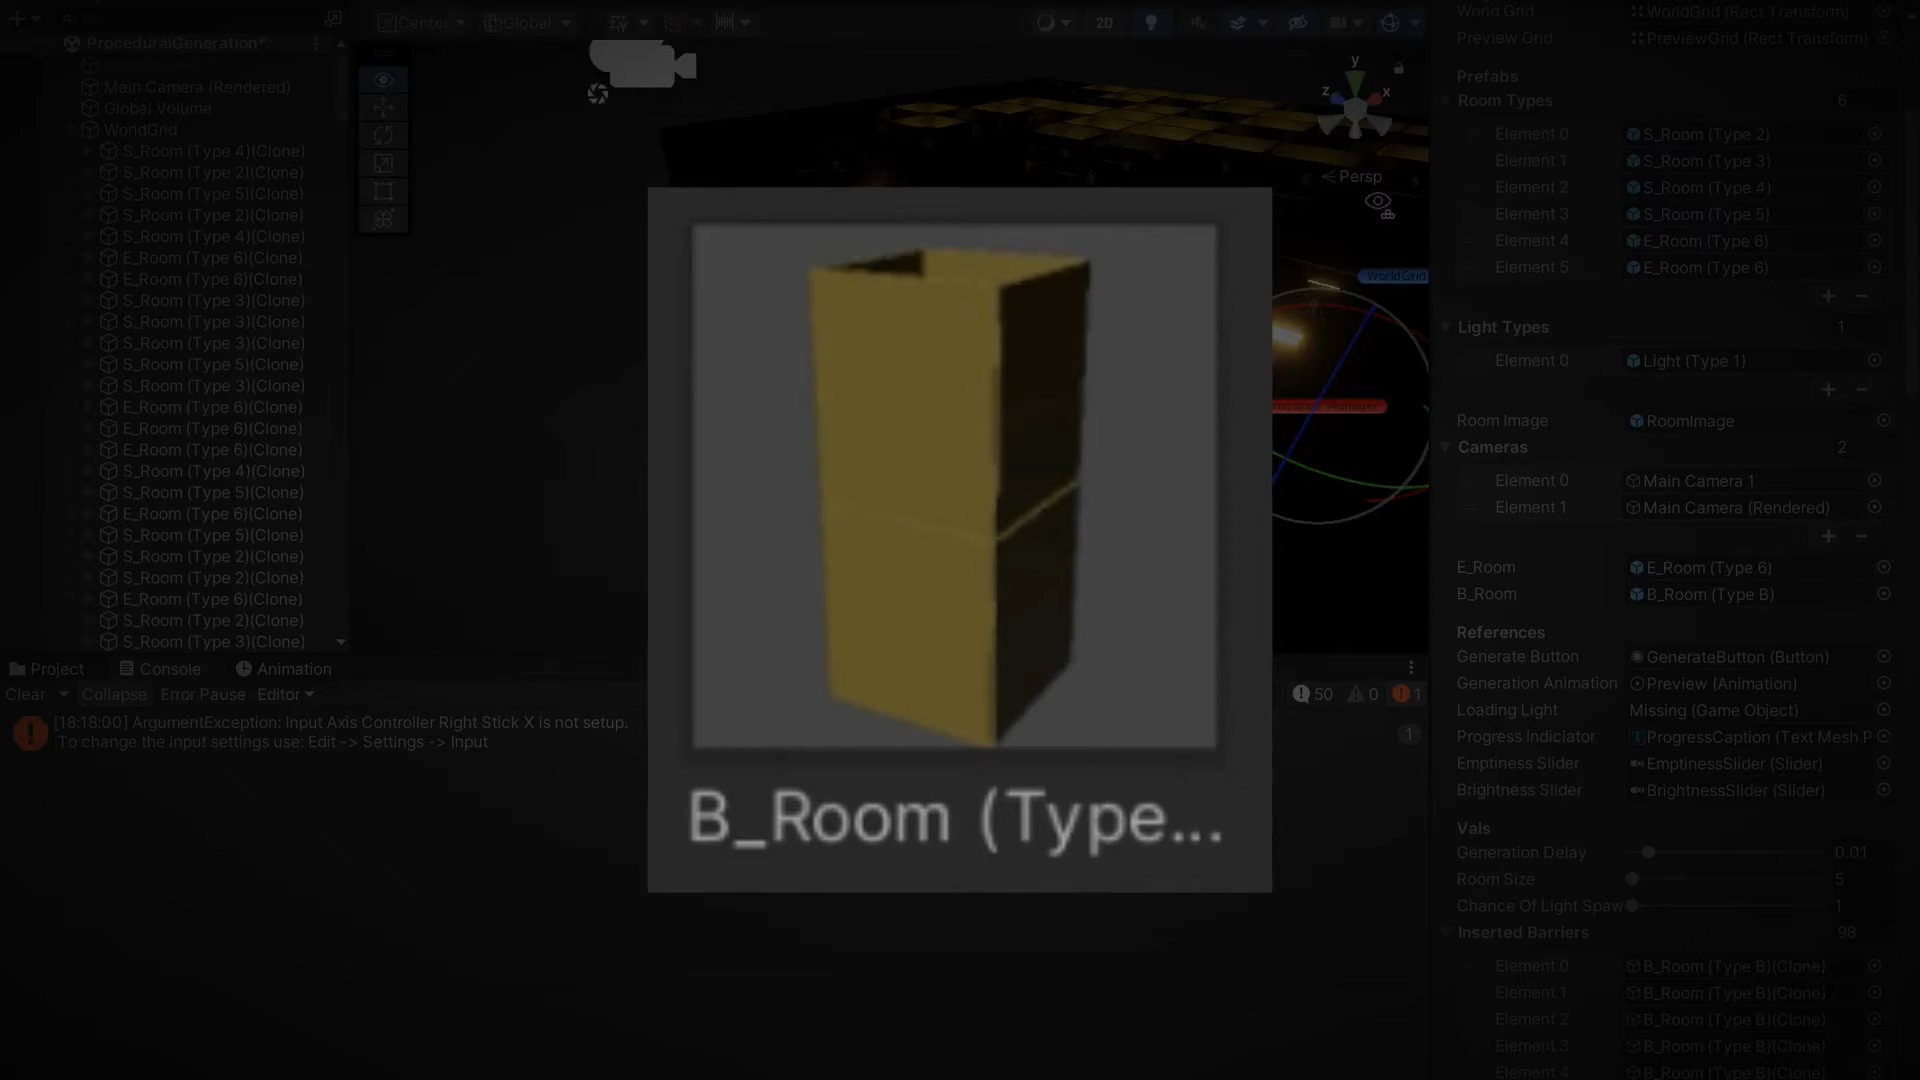 Center
Global
2D
ProceduralGeneration*
Main Camera (Rendered)
Global Volume
WorldGrid
S_Room (Type 4)(Clone)
S_Room (Type 2)(Clone)
S_Room (Type 5)(Clone)
S_Room (Type 2)(Clone)
S_Room (Type 4)(Clone)
E_Room (Type 6)(Clone)
E_Room (Type 6)(Clone)
S_Room (Type 3)(Clone)
S_Room (Type 3)(Clone)
S_Room (Type 3)(Clone)
S_Room (Type 5)(Clone)
S_Room (Type 3)(Clone)
E_Room (Type 6)(Clone)
E_Room (Type 6)(Clone)
E_Room (Type 6)(Clone)
S_Room (Type 4)(Clone)
S_Room (Type 5)(Clone)
E_Room (Type 6)(Clone)
S_Room (Type 5)(Clone)
S_Room (Type 2)(Clone)
S_Room (Type 2)(Clone)
E_Room (Type 6)(Clone)
S_Room (Type 2)(Clone)
S_Room (Type 3)(Clone)
y
z
x
Persp
WorldGrid
B_Room (Type...
Project
Console
Animation
Clear
Collapse
Error Pause
Editor
50
0
1
[18:18:00] ArgumentException: Input Axis Controller Right Stick X is not setup.
To change the input settings use: Edit -> Settings -> Input
1
World Grid WorldGrid (Rect Transform)
Preview Grid PreviewGrid (Rect Transform)
Prefabs
Room Types 6
Element 0 S_Room (Type 2)
Element 1 S_Room (Type 3)
Element 2 S_Room (Type 4)
Element 3 S_Room (Type 5)
Element 4 E_Room (Type 6)
Element 5 E_Room (Type 6)
Light Types 1
Element 0 Light (Type 1)
Room Image RoomImage
Cameras 2
Element 0 Main Camera 1
Element 1 Main Camera (Rendered)
E_Room E_Room (Type 6)
B_Room B_Room (Type B)
References
Generate Button GenerateButton (Button)
Generation Animation Preview (Animation)
Loading Light Missing (Game Object)
Progress Indiciator ProgressCaption (Text Mesh P
Emptiness Slider EmptinessSlider (Slider)
Brightness Slider BrightnessSlider (Slider)
Vals
Generation Delay 0.01
Room Size 5
Chance Of Light Spaw 1
Inserted Barriers 98
Element 0 B_Room (Type B)(Clone)
Element 1 B_Room (Type B)(Clone)
Element 2 B_Room (Type B)(Clone)
Element 3 B_Room (Type B)(Clone)
Element 4 B_Room (Type B)(Clone)